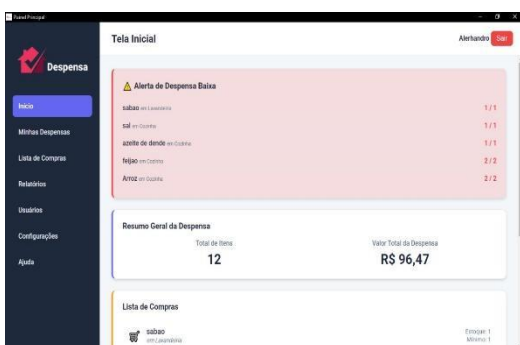 Painel Principal
Despensa
Início
Minhas Despensas
Lista de Compras
Relatórios
Usuários
Configurações
Ajuda
Tela Inicial
Alerhandro Sair
Alerta de Despensa Baixa
sabao em Lavanderia 1 / 1
sal em Cozinha 1 / 1
azeite de dende em Cozinha 1 / 1
feijao em Cozinha 2 / 2
Arroz em Cozinha 2 / 2
Resumo Geral da Despensa
Total de Itens
12
Valor Total da Despensa
R$ 96,47
Lista de Compras
sabao
em Lavanderia
Estoque: 1
Mínimo: 1